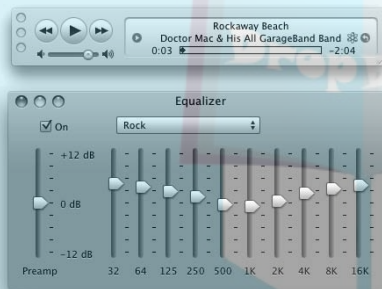 Rockaway Beach
Doctor Mac & His All GarageBand Band
0:03 -2:04
Drop
Equalizer
On Rock
+12 dB
0 dB
-12 dB
Preamp 32 64 125 250 500 1K 2K 4K 8K 16K